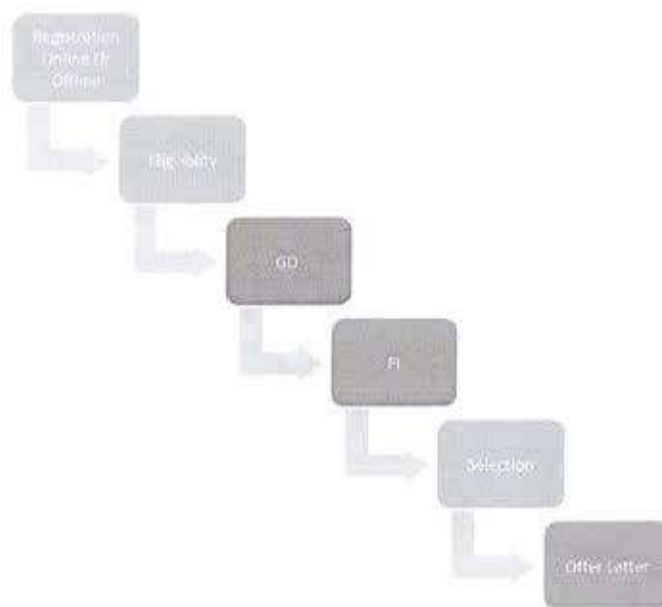 Registration
Online Or
Offline
Eligibility
GD
PI
Selection
Offer Letter